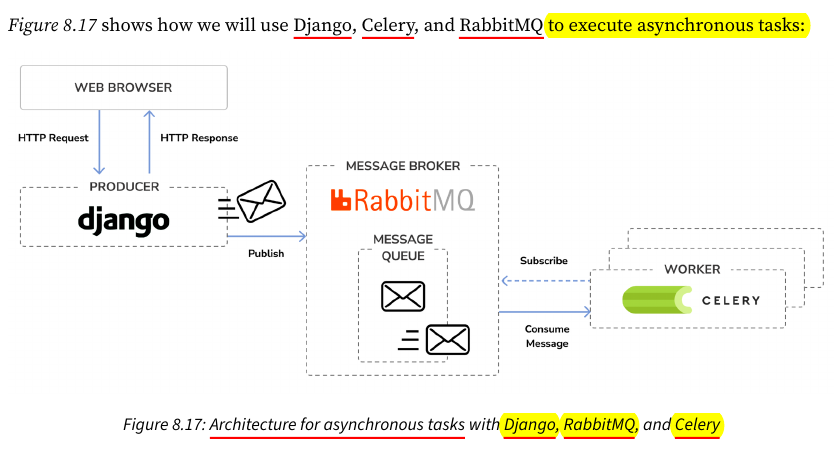 Figure 8.17 shows how we will use Django, Celery, and RabbitMQ to execute asynchronous tasks:
WEB BROWSER
HTTP Request
HTTP Response
PRODUCER
django
Publish
MESSAGE BROKER
RabbitMQ
MESSAGE
QUEUE
Subscribe
WORKER
CELERY
Consume
Message
Figure 8.17: Architecture for asynchronous tasks with Django, RabbitMQ, and Celery